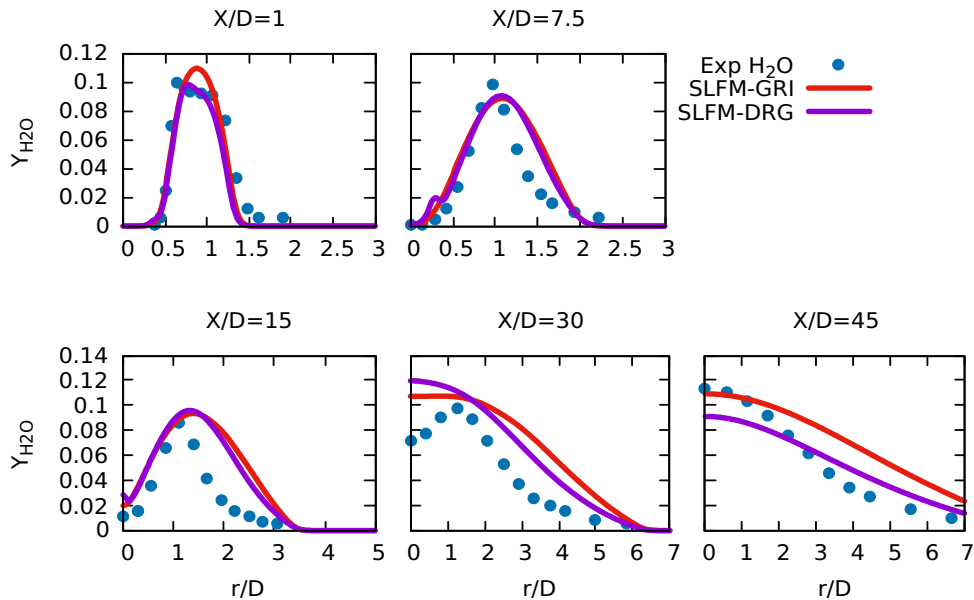 X/D=1
X/D=7.5
Exp H2O
SLFM-GRI
SLFM-DRG
YH2O
0.12
0.1
0.08
0.06
0.04
0.02
0
0 0.5 1 1.5 2 2.5 3
0 0.5 1 1.5 2 2.5 3
X/D=15
X/D=30
X/D=45
YH2O
0.14
0.12
0.1
0.08
0.06
0.04
0.02
0
0 1 2 3 4 5
0 1 2 3 4 5 6 7
0 1 2 3 4 5 6 7
r/D
r/D
r/D